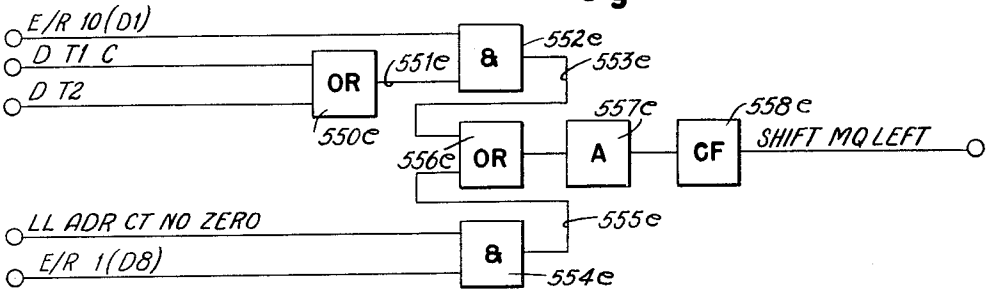 g
E/R 10(D1)
D T1 C
D T2
OR
550e
551e
&
552e
553e
556e
OR
557e
A
558e
CF
SHIFT MQ LEFT
LL ADR CT NO ZERO
E/R 1(D8)
&
554e
555e